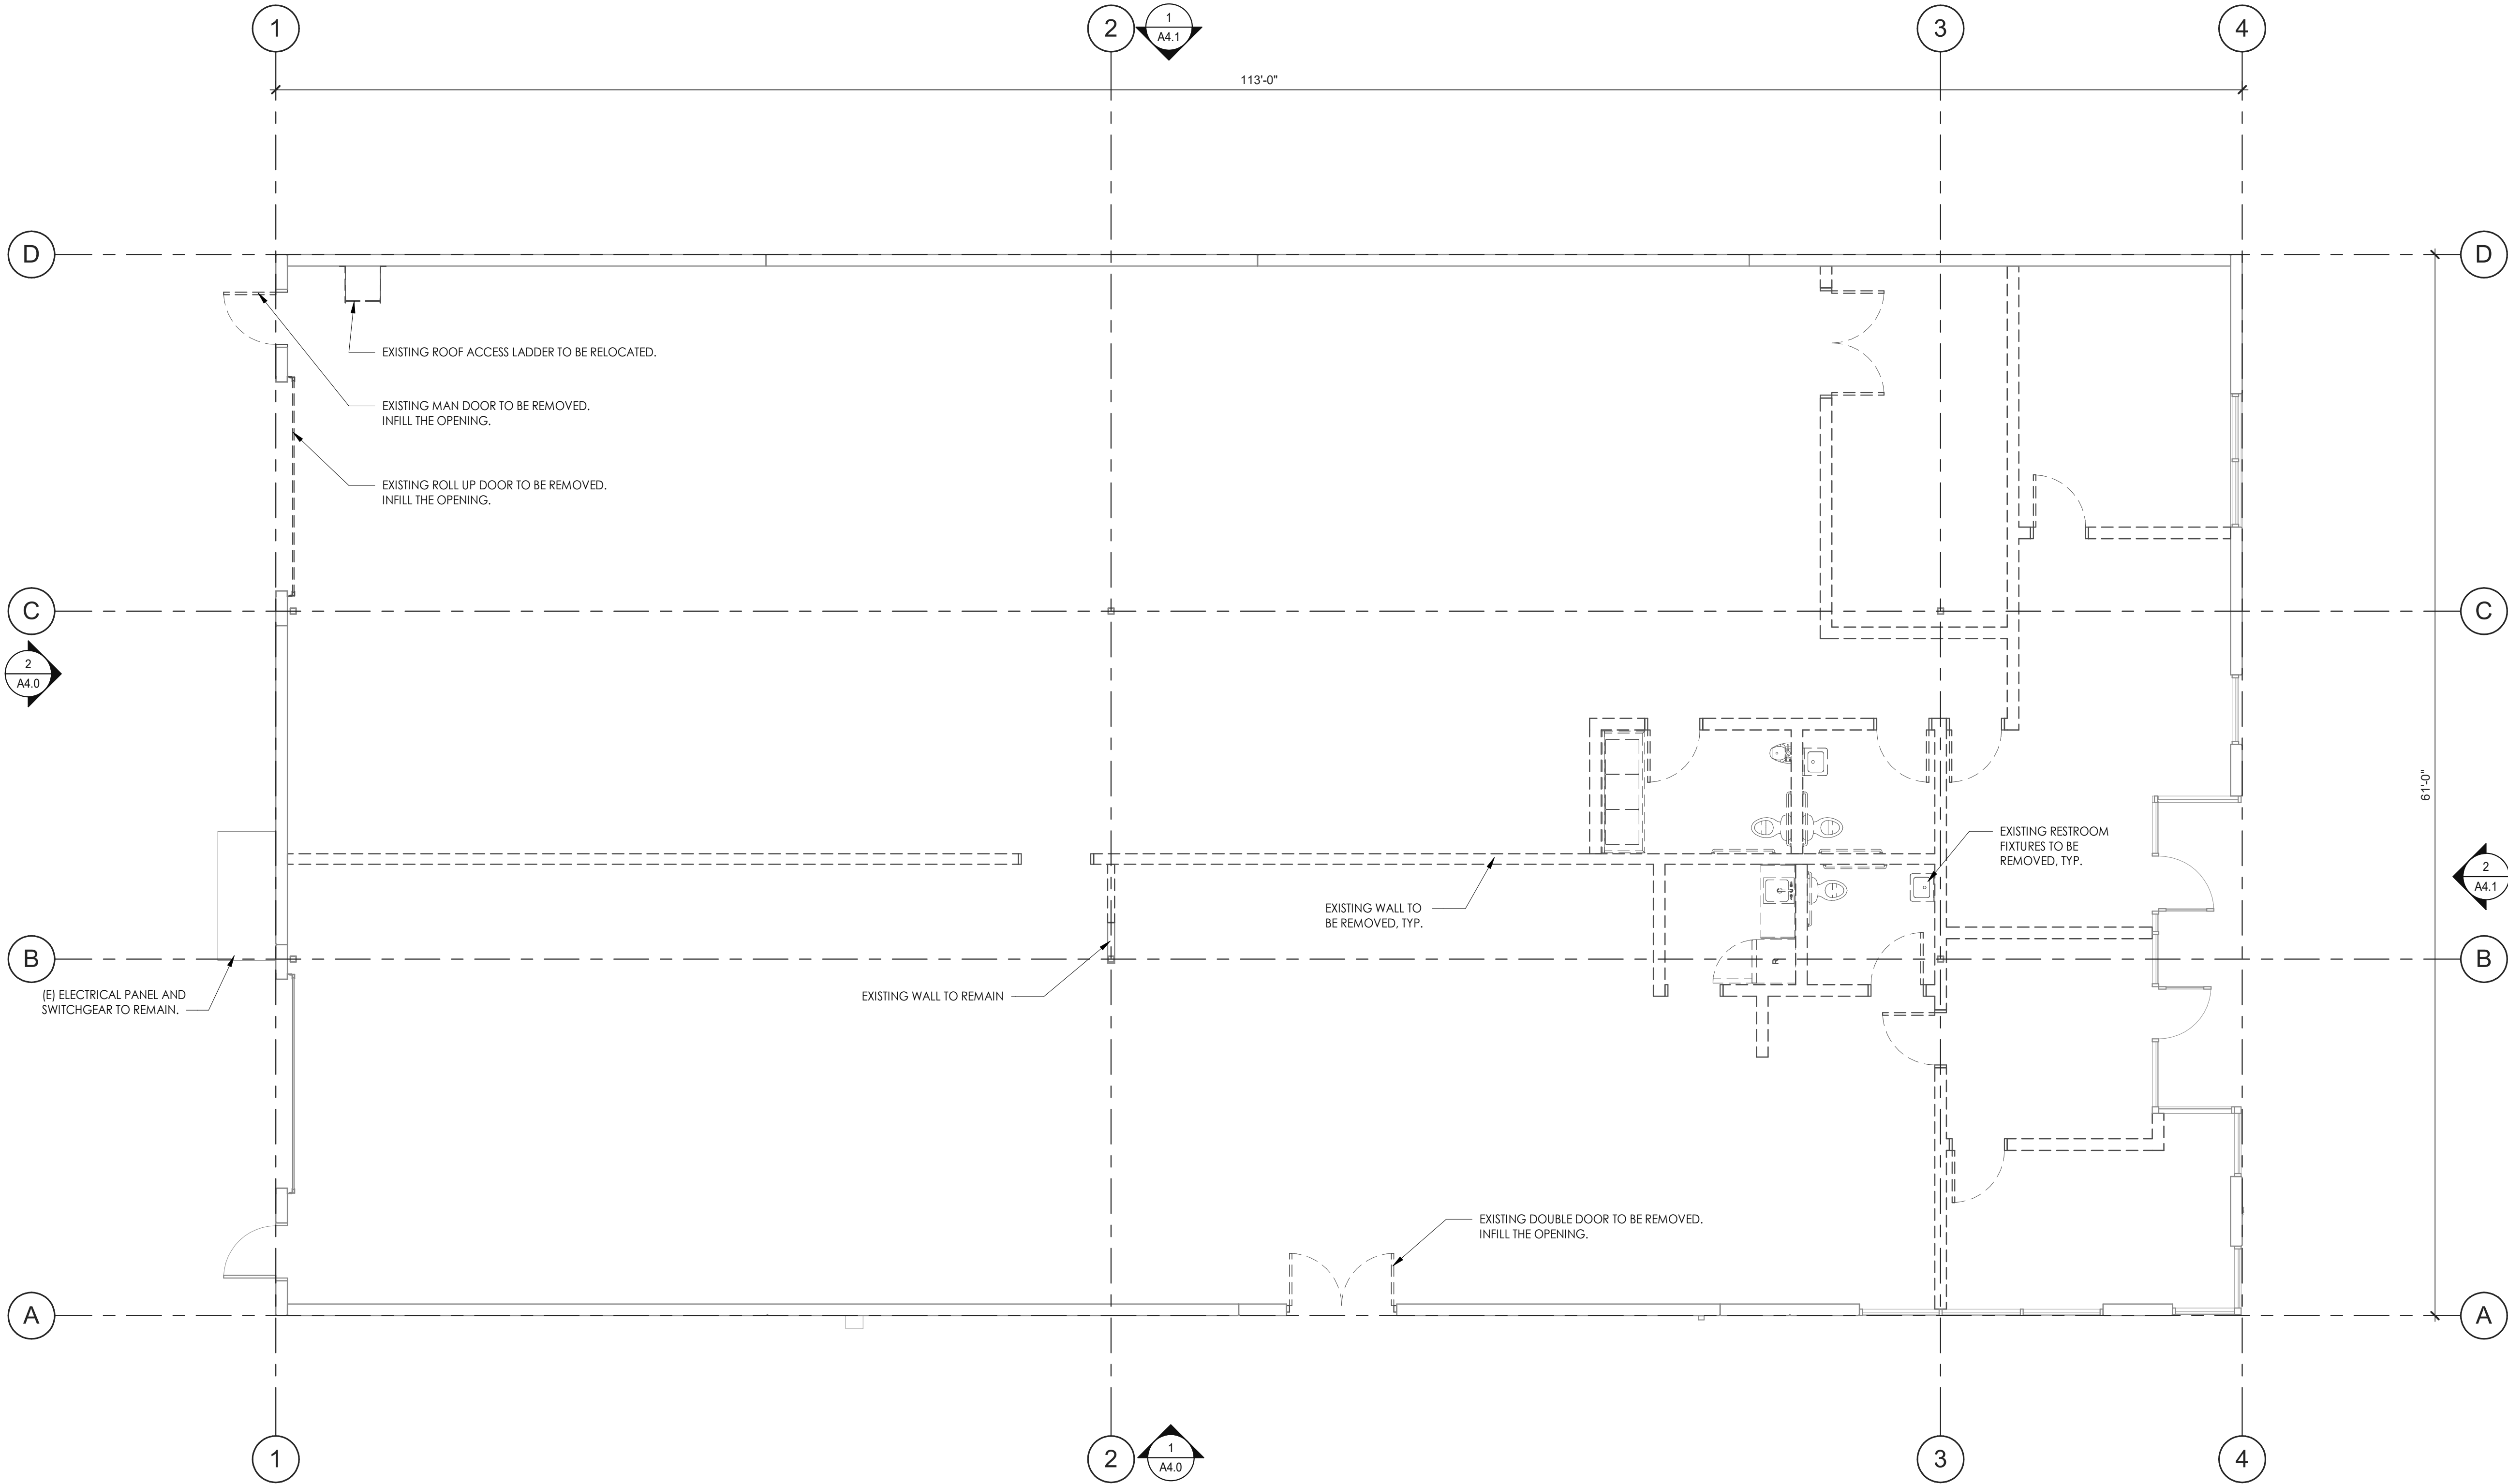 1
2
1
A4.1
3
4
113'-0"
D
D
EXISTING ROOF ACCESS LADDER TO BE RELOCATED.
EXISTING MAN DOOR TO BE REMOVED.
INFILL THE OPENING.
EXISTING ROLL UP DOOR TO BE REMOVED.
INFILL THE OPENING.
C
C
2
A4.0
61'-0"
EXISTING RESTROOM
FIXTURES TO BE
REMOVED, TYP.
2
A4.1
EXISTING WALL TO
BE REMOVED, TYP.
B
R
B
(E) ELECTRICAL PANEL AND
SWITCHGEAR TO REMAIN.
EXISTING WALL TO REMAIN
EXISTING DOUBLE DOOR TO BE REMOVED.
INFILL THE OPENING.
A
A
1
2
1
A4.0
3
4